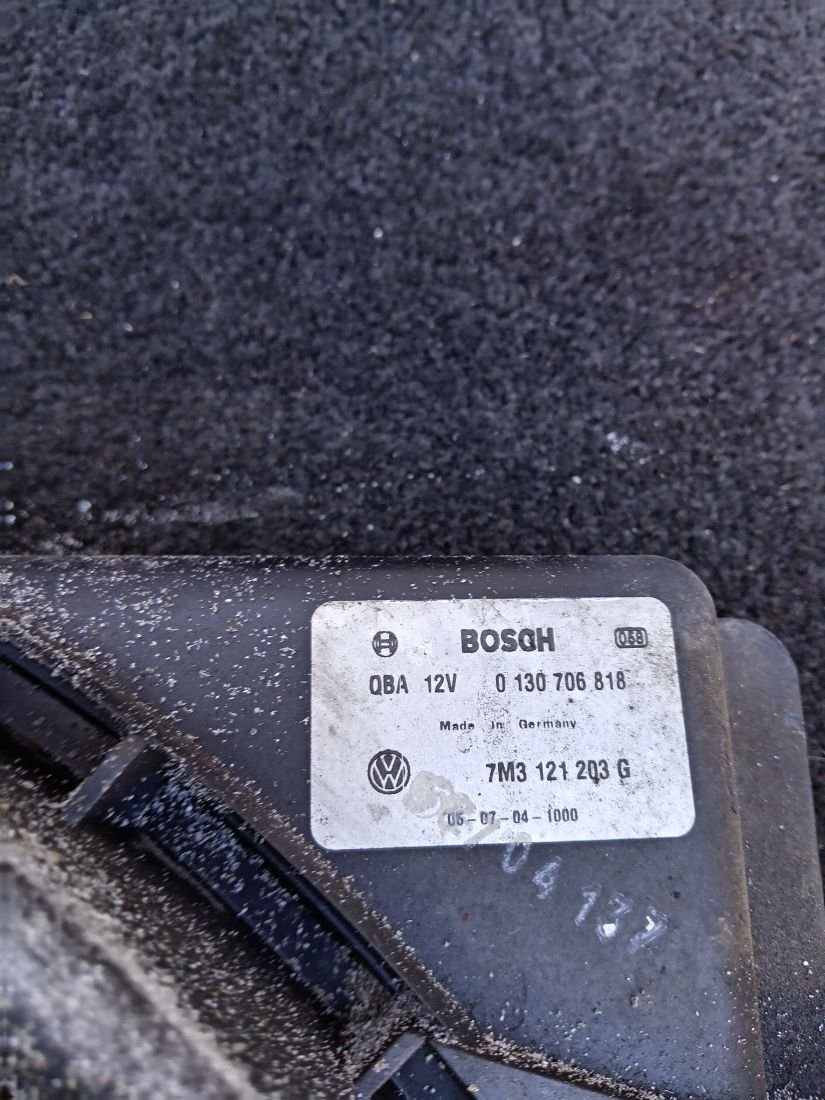 BOSCH 058
QBA 12V 0 130 706 818
Made in Germany
7M3 121 203 G
05-07-04-1000